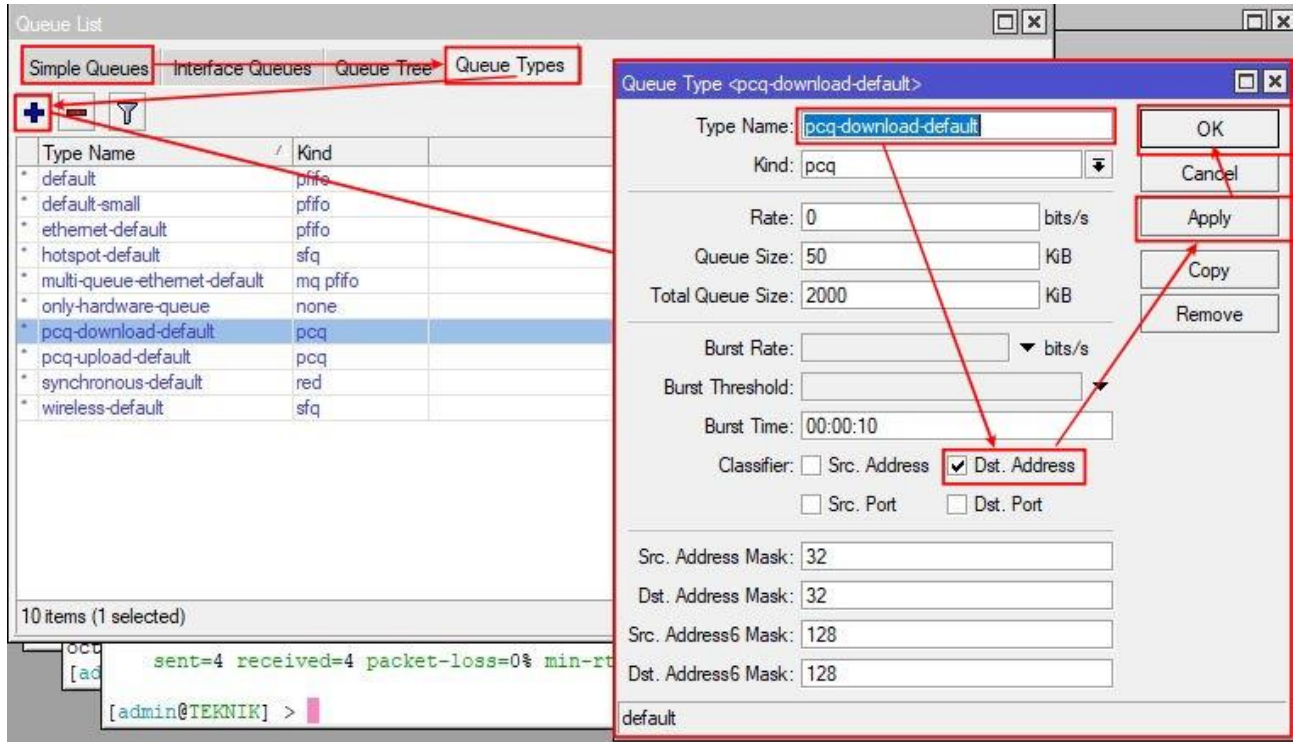 Queue List
Simple Queues Interface Queues Queue Tree Queue Types
Type Name Kind
* default pfifo
* default-small pfifo
* ethernet-default pfifo
* hotspot-default sfq
* multi-queue-ethernet-default mq pfifo
* only-hardware-queue none
* pcq-download-default pcq
* pcq-upload-default pcq
* synchronous-default red
* wireless-default sfq
10 items (1 selected)
Queue Type <pcq-download-default>
Type Name: pcq-download-default
OK
Kind: pcq
Cancel
Rate: 0 bits/s
Apply
Queue Size: 50 KiB
Copy
Total Queue Size: 2000 KiB
Remove
Burst Rate: bits/s
Burst Threshold:
Burst Time: 00:00:10
Classifier: Src. Address Dst. Address
Src. Port Dst. Port
Src. Address Mask: 32
Dst. Address Mask: 32
Src. Address6 Mask: 128
Dst. Address6 Mask: 128
default
oct
[ad
sent=4 received=4 packet-loss=0% min-rt
[admin@TEKNIK] >